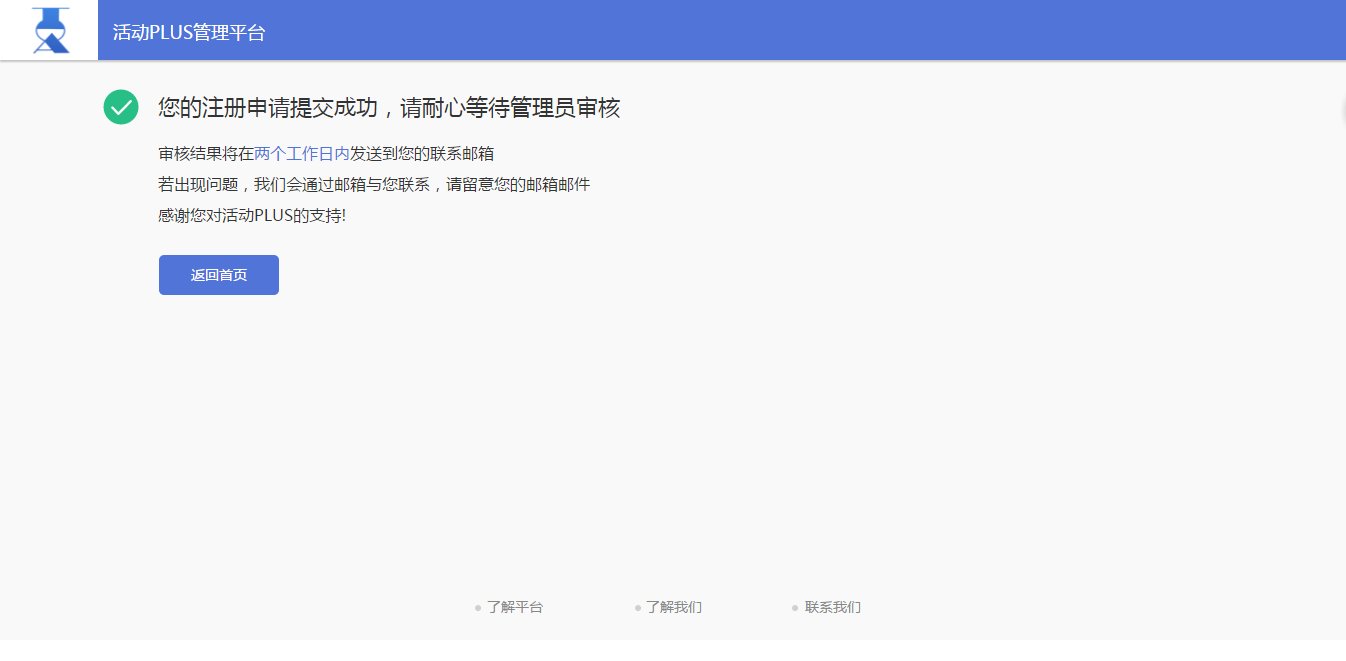 活动PLUS管理平台
您的注册申请提交成功，请耐心等待管理员审核
审核结果将在两个工作日内发送到您的联系邮箱
若出现问题，我们会通过邮箱与您联系，请留意您的邮箱邮件
感谢您对活动PLUS的支持!
返回首页
了解平台
了解我们
联系我们